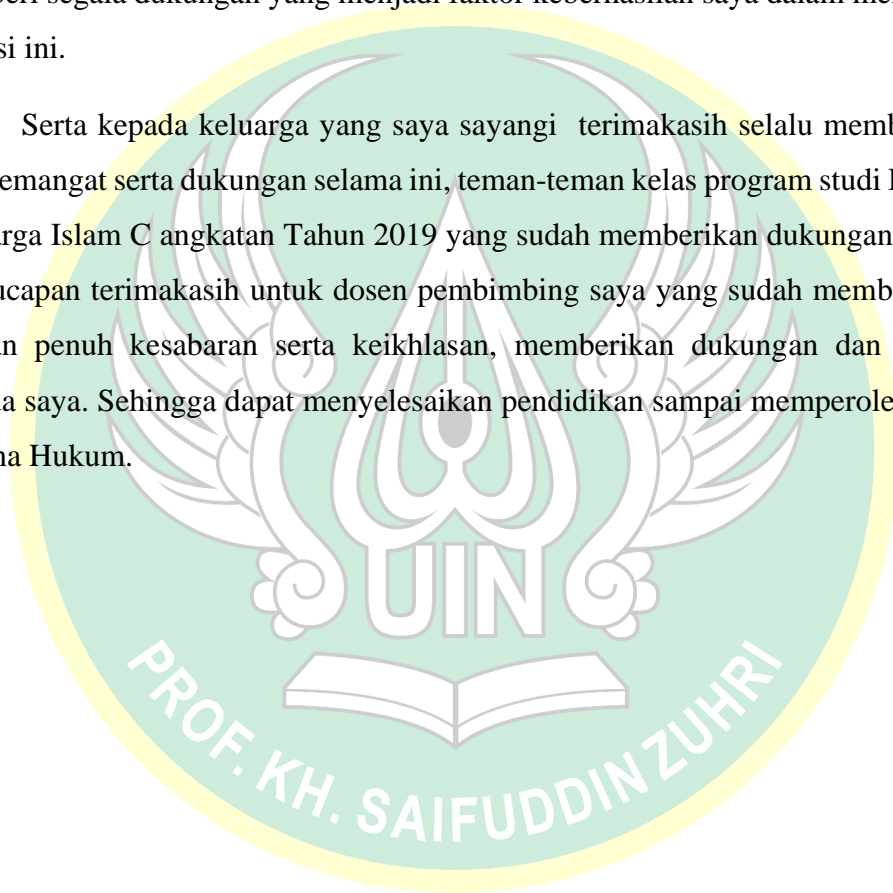 beri segala dukungan yang menjadi faktor keberhasilan saya dalam me
si ini.
Serta kepada keluarga yang saya sayangi terimakasih selalu memb
emangat serta dukungan selama ini, teman-teman kelas program studi
arga Islam C angkatan Tahun 2019 yang sudah memberikan dukungan
ucapan terimakasih untuk dosen pembimbing saya yang sudah memb
an penuh kesabaran serta keikhlasan, memberikan dukungan dan
a saya. Sehingga dapat menyelesaikan pendidikan sampai memperole
na Hukum.
UIN
PROF. KH. SAIFUDDIN ZUHRI